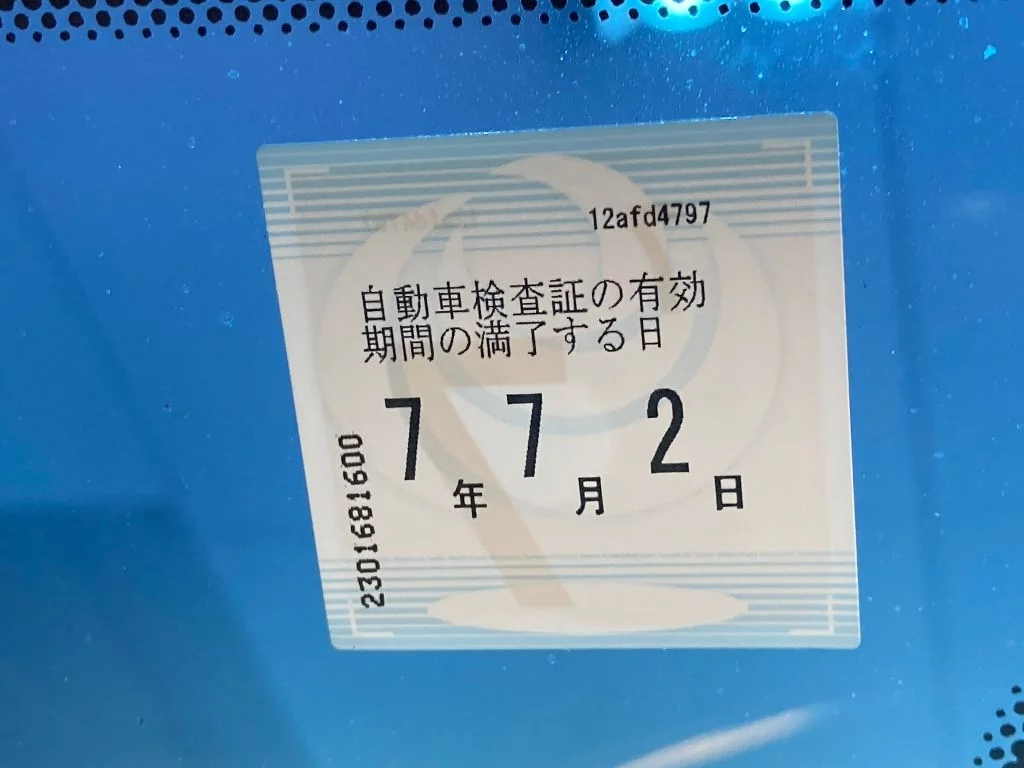 12afd4797
自動車検査証の有効
期間の満了する日
7年 7月 2日
2301681600